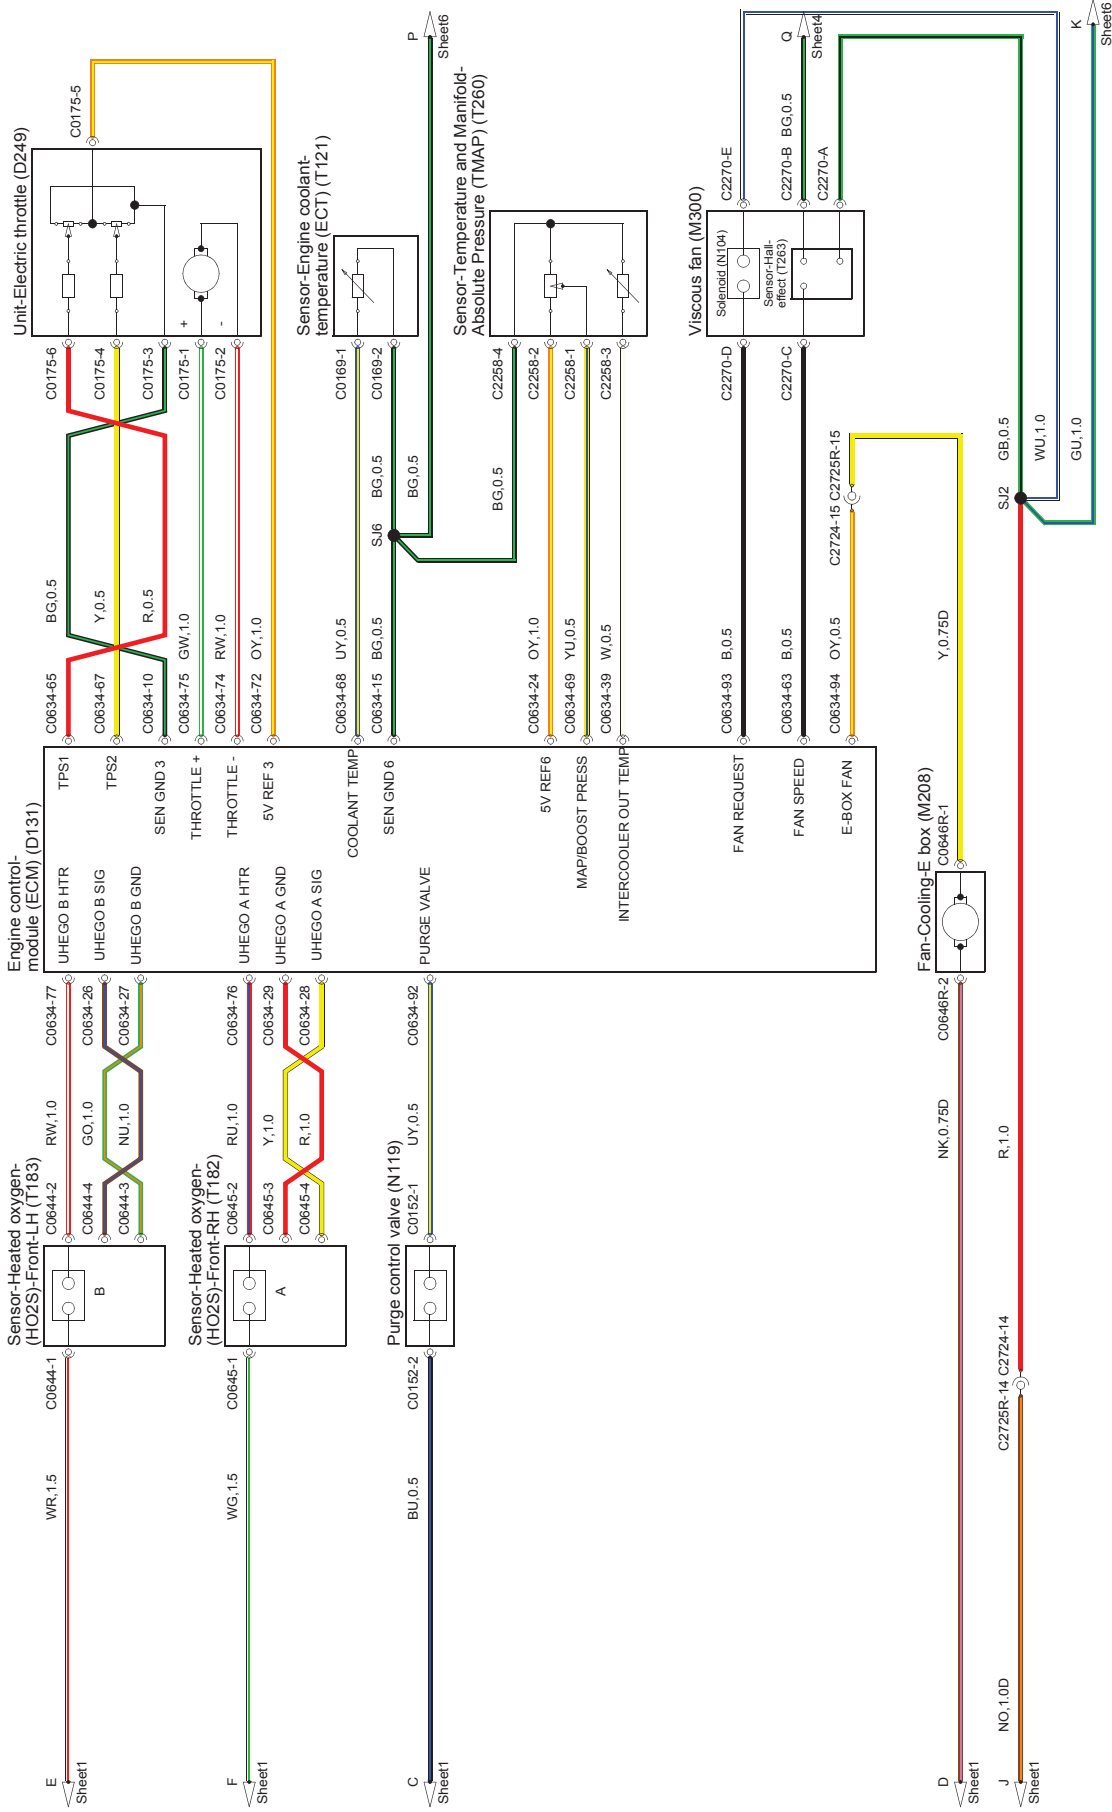 E
Sheet1
WR,1.5
C0644-1
Sensor-Heated oxygen-
(HO2S)-Front-LH (T183)
B
C0644-2
C0644-4
C0644-3
RW,1.0
GO,1.0
NU,1.0
C0634-77
C0634-26
C0634-27
F
Sheet1
WG,1.5
C0645-1
Sensor-Heated oxygen-
(HO2S)-Front-RH (T182)
A
C0645-2
C0645-3
C0645-4
RU,1.0
Y,1.0
R,1.0
C0634-76
C0634-29
C0634-28
C
Sheet1
BU,0.5
C0152-2
Purge control valve (N119)
C0152-1
UY,0.5
C0634-92
Engine control-
module (ECM) (D131)
UHEGO B HTR
UHEGO B SIG
UHEGO B GND
UHEGO A HTR
UHEGO A GND
UHEGO A SIG
PURGE VALVE
TPS1
TPS2
SEN GND 3
THROTTLE +
THROTTLE -
5V REF 3
COOLANT TEMP
SEN GND 6
5V REF6
MAP/BOOST PRESS
INTERCOOLER OUT TEMP
FAN REQUEST
FAN SPEED
E-BOX FAN
C0634-65
C0634-67
C0634-10
C0634-75
C0634-74
C0634-72
BG,0.5
Y,0.5
R,0.5
GW,1.0
RW,1.0
OY,1.0
C0175-6
C0175-4
C0175-3
C0175-1
C0175-2
Unit-Electric throttle (D249)
+
-
C0175-5
C0634-68
C0634-15
UY,0.5
BG,0.5
SJ6
BG,0.5
BG,0.5
C0169-1
C0169-2
Sensor-Engine coolant-
temperature (ECT) (T121)
P
Sheet6
BG,0.5
C0634-24
C0634-69
C0634-39
OY,1.0
YU,0.5
W,0.5
C2258-4
C2258-2
C2258-1
C2258-3
Sensor-Temperature and Manifold-
Absolute Pressure (TMAP) (T260)
C0634-93
C0634-63
C0634-94
B,0.5
B,0.5
OY,0.5
C2724-15
C2725R-15
C2270-D
C2270-C
Viscous fan (M300)
Solenoid (N104)
Sensor-Hall-
effect (T263)
C2270-E
C2270-B
C2270-A
BG,0.5
Q
Sheet4
D
Sheet1
NK,0.75D
C0646R-2
Fan-Cooling-E box (M208)
C0646R-1
Y,0.75D
J
Sheet1
NO,1.0D
C2725R-14
C2724-14
R,1.0
SJ2
GB,0.5
WU,1.0
GU,1.0
K
Sheet6